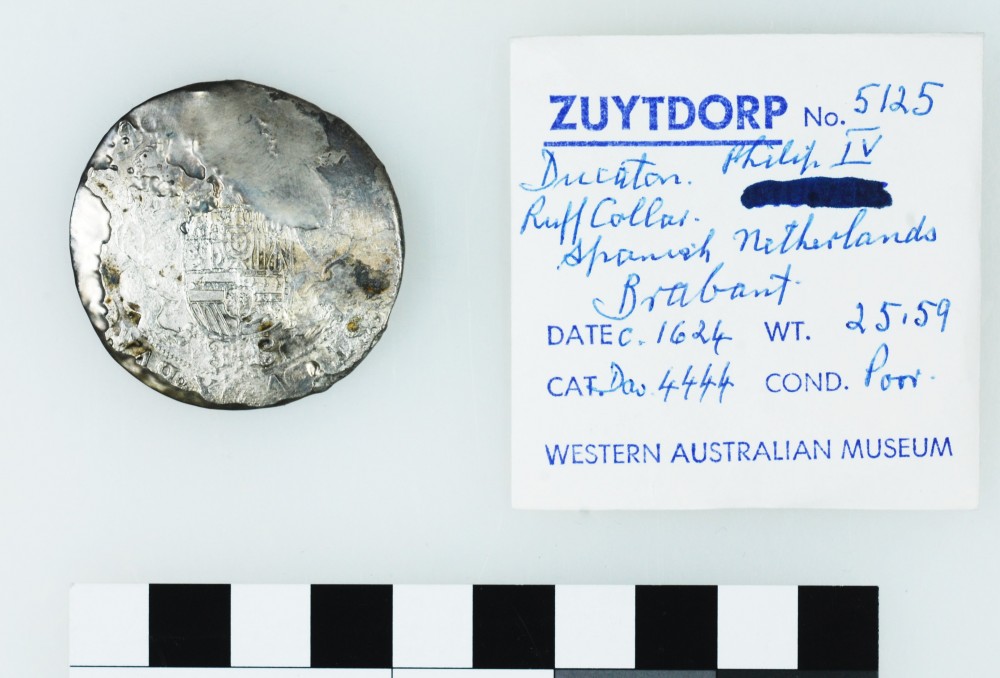 ZUYTDORP No. 5125
Ducaton. Philip IV
Ruff Collar.
Spanish Netherlands
Brabant.
DATE c. 1624 WT. 25.59
CAT. Dav. 4444 COND. Poor.
WESTERN AUSTRALIAN MUSEUM